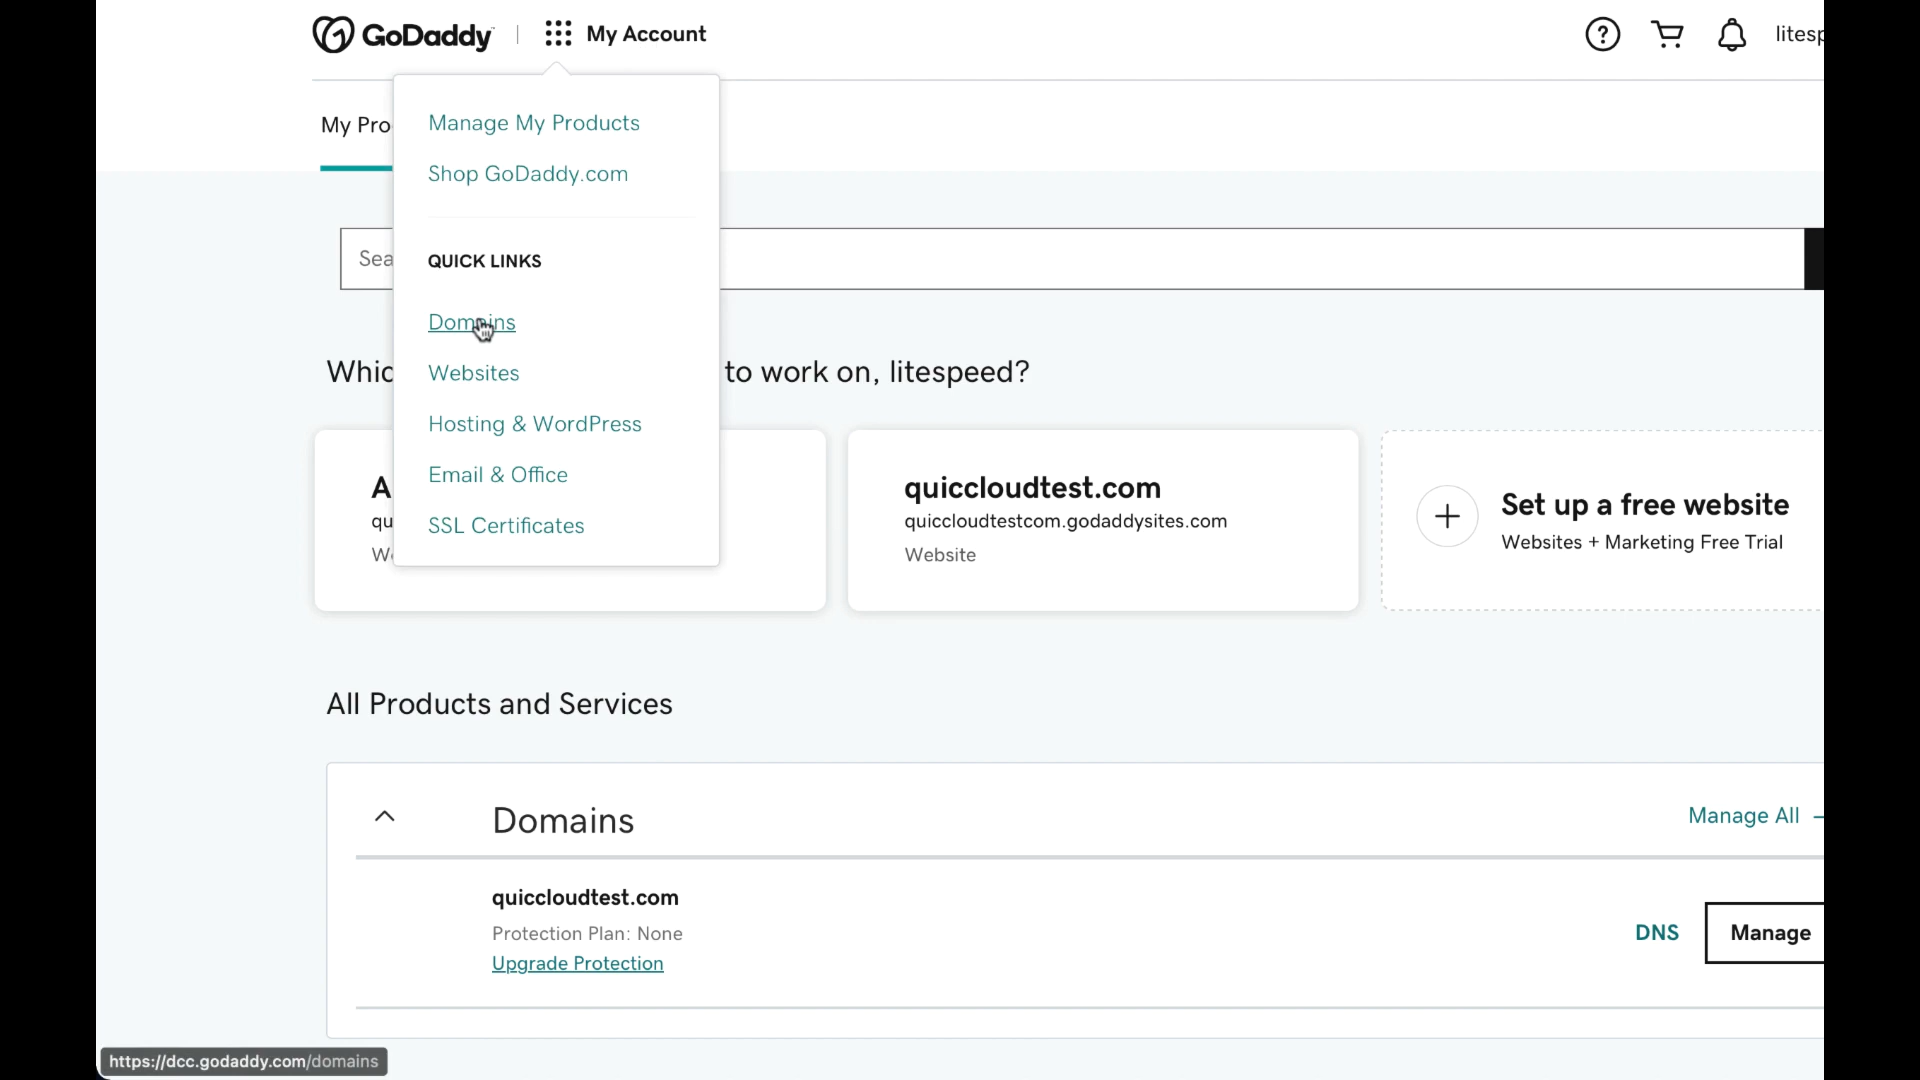 GoDaddy
My Account
litesp
My Pro
Manage My Products
Shop GoDaddy.com
Sea
QUICK LINKS
Domains
Websites
Hosting & WordPress
Email & Office
SSL Certificates
Whic
to work on, litespeed?
A
qu
W
quiccloudtest.com
quiccloudtestcom.godaddysites.com
Website
Set up a free website
Websites + Marketing Free Trial
All Products and Services
Domains
Manage All
quiccloudtest.com
Protection Plan: None
Upgrade Protection
DNS
Manage
https://dcc.godaddy.com/domains